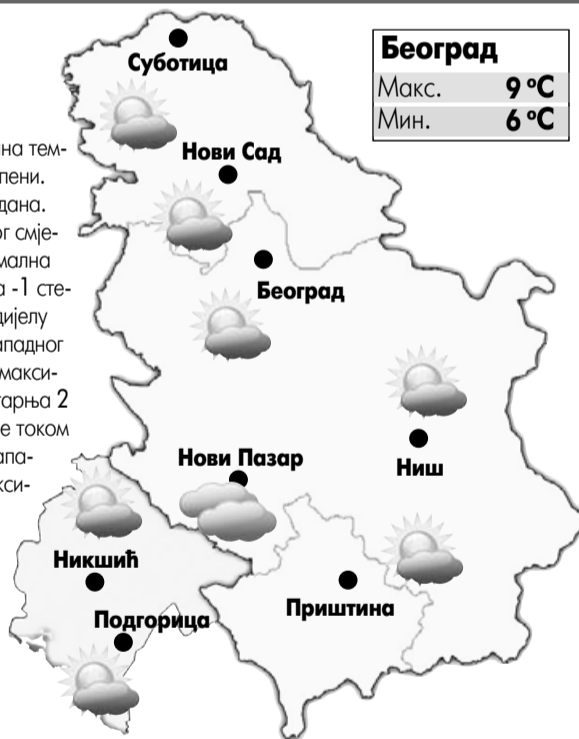 Београд
Макс. 9 °C
Мин. 6 °C
на тем-
пени.
дана.
ог смје-
мална
а -1 сте-
дијелу
ападног
макси-
тарња 2
е током
апа-
кси-
Суботица
Нови Сад
Београд
Нови Пазар
Ниш
Никшић
Подгорица
Приштина